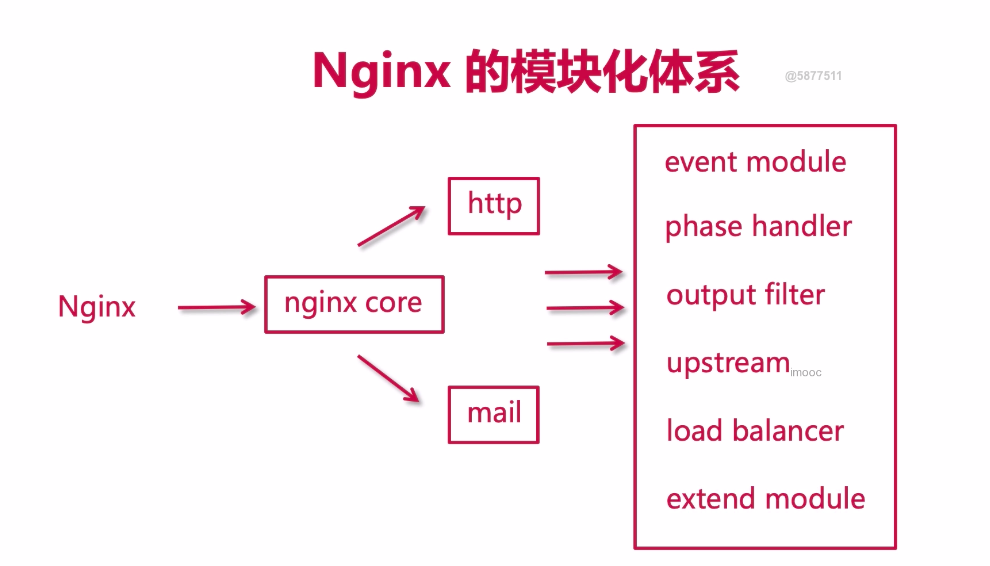 Nginx 的模块化体系
@5877511
Nginx
nginx core
http
mail
event module
phase handler
output filter
upstream
imooc
load balancer
extend module